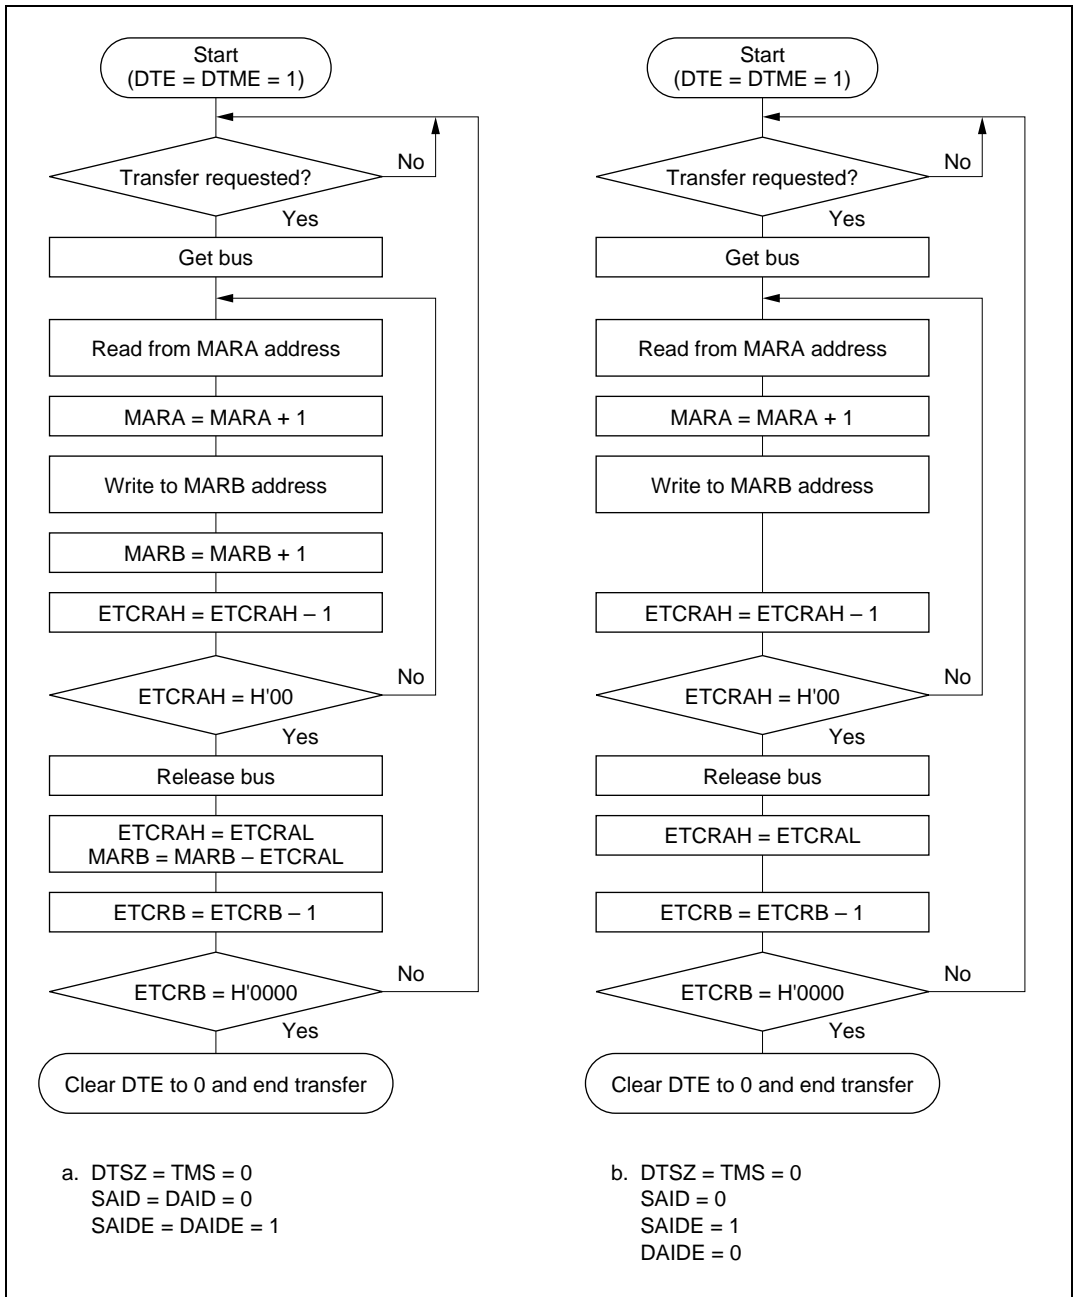 Start
(DTE = DTME = 1)
Transfer requested?
No
Yes
Get bus
Read from MARA address
MARA = MARA + 1
Write to MARB address
MARB = MARB + 1
ETCRAH = ETCRAH – 1
ETCRAH = H'00
No
Yes
Release bus
ETCRAH = ETCRAL
MARB = MARB – ETCRAL
ETCRB = ETCRB – 1
ETCRB = H'0000
No
Yes
Clear DTE to 0 and end transfer
a. DTSZ = TMS = 0
SAID = DAID = 0
SAIDE = DAIDE = 1
Start
(DTE = DTME = 1)
Transfer requested?
No
Yes
Get bus
Read from MARA address
MARA = MARA + 1
Write to MARB address
ETCRAH = ETCRAH – 1
ETCRAH = H'00
No
Yes
Release bus
ETCRAH = ETCRAL
ETCRB = ETCRB – 1
ETCRB = H'0000
No
Yes
Clear DTE to 0 and end transfer
b. DTSZ = TMS = 0
SAID = 0
SAIDE = 1
DAIDE = 0